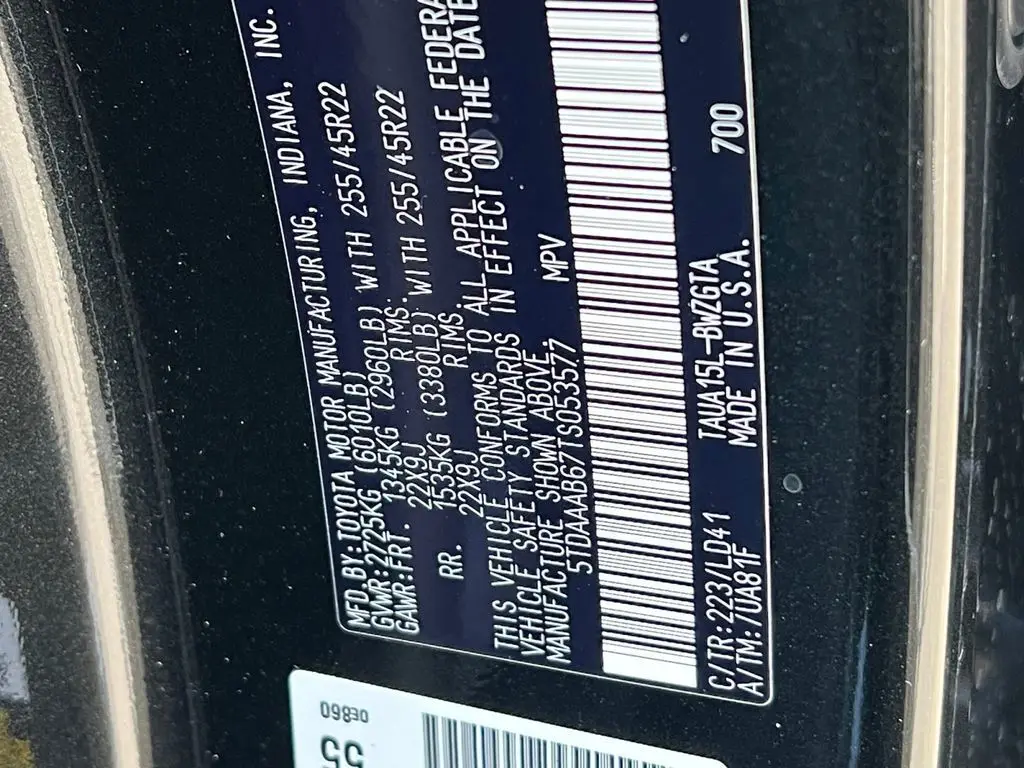 MFD.BY:TOYOTA MOTOR MANUFACTURING, INDIANA, INC.
GVWR:2725KG (6010LB)
GAWR:FRT. 1345KG (2960LB) WITH 255/45R22
22X9J RIMS.
RR. 1535KG (3380LB) WITH 255/45R22
22X9J RIMS.
THIS VEHICLE CONFORMS TO ALL APPLICABLE FEDERA
VEHICLE SAFETY STANDARDS IN EFFECT ON THE DATE
MANUFACTURE SHOWN ABOVE.
5TDAAAB67TS053577 MPV
C/TR:223/LD41 TAUA15L-BWZGTA 700
A/TM:/UA81F MADE IN U.S.A.
0E860
55